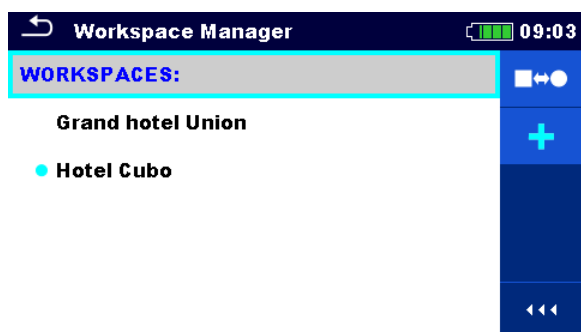 Workspace Manager 09:03
WORKSPACES:
Grand hotel Union
Hotel Cubo